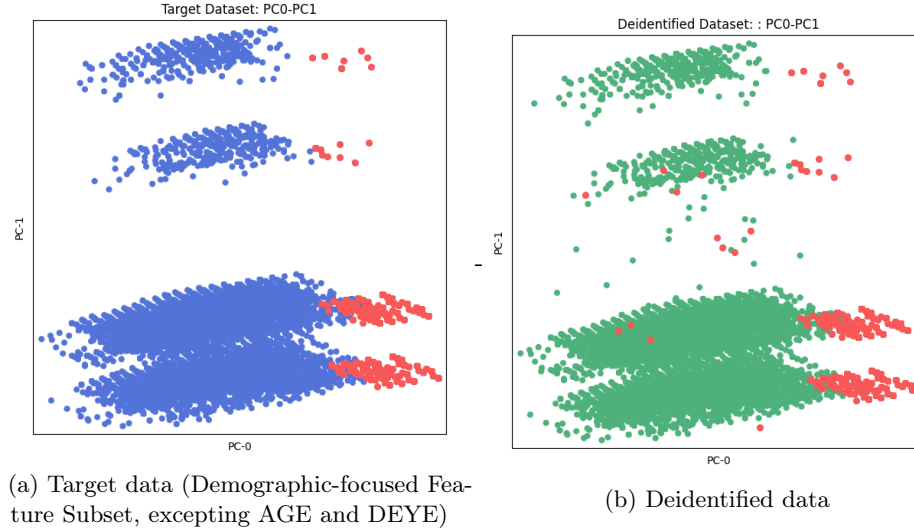 Target Dataset: PC0-PC1
PC-1
PC-0
(a) Target data (Demographic-focused Fea-
ture Subset, excepting AGE and DEYE)
Deidentified Dataset: : PC0-PC1
PC-1
PC-0
(b) Deidentified data